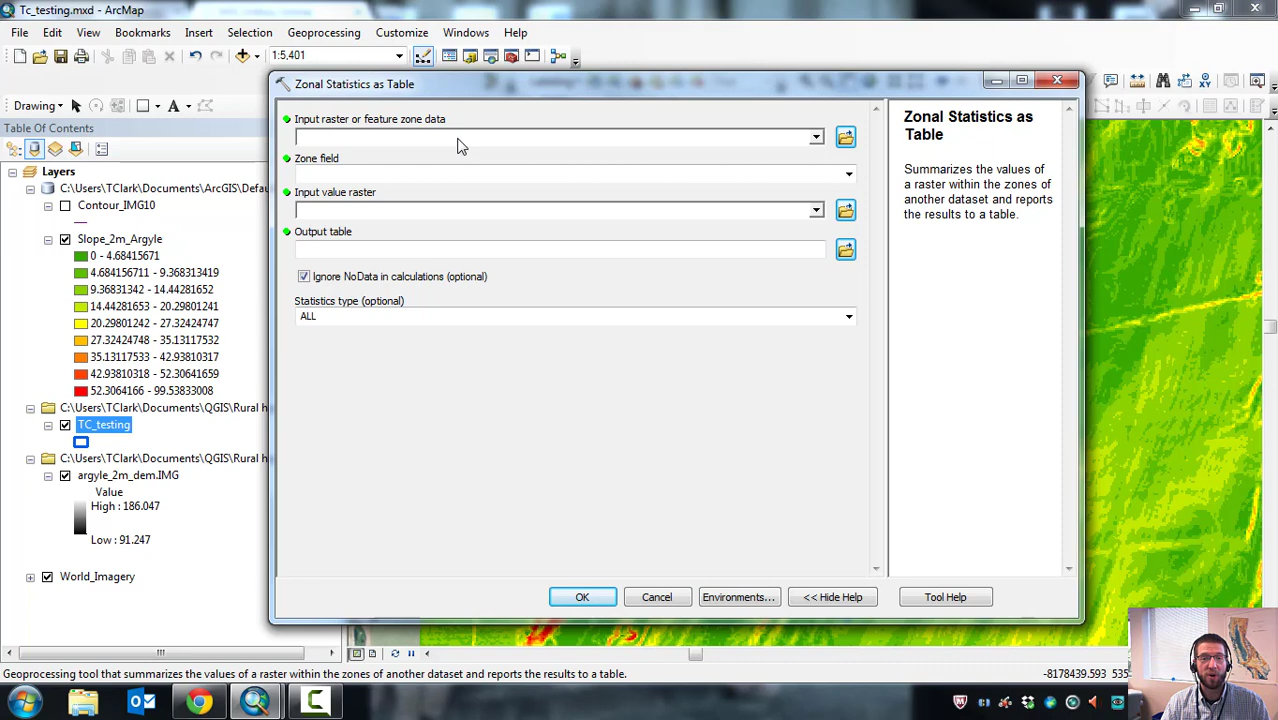 Tc_testing.mxd - ArcMap
File Edit View Bookmarks Insert Selection Geoprocessing Customize Windows Help
1:5,401
Drawing
Table Of Contents
Layers
C:\Users\TClark\Documents\ArcGIS\Defa
Contour_IMG10
Slope_2m_Argyle
0 - 4.68415671
4.684156711 - 9.368313419
9.36831342 - 14.44281653
14.44281654 - 20.29801241
20.29801242 - 27.32424747
27.32424748 - 35.13117533
35.13117534 - 42.93810317
42.93810318 - 52.30641659
52.3064166 - 99.53833008
C:\Users\TClark\Documents\QGIS\Rural h
TC_testing
C:\Users\TClark\Documents\QGIS\Rural h
argyle_2m_dem.IMG
Value
High : 186.047
Low : 91.247
World_Imagery
Zonal Statistics as Table
Input raster or feature zone data
Zone field
Input value raster
Output table
Ignore NoData in calculations (optional)
Statistics type (optional)
ALL
OK Cancel Environments... << Hide Help Tool Help
Zonal Statistics as
Table
Summarizes the values of
a raster within the zones of
another dataset and reports
the results to a table.
Geoprocessing tool that summarizes the values of a raster within the zones of another dataset and reports the results to a table.
-8178439.593 535